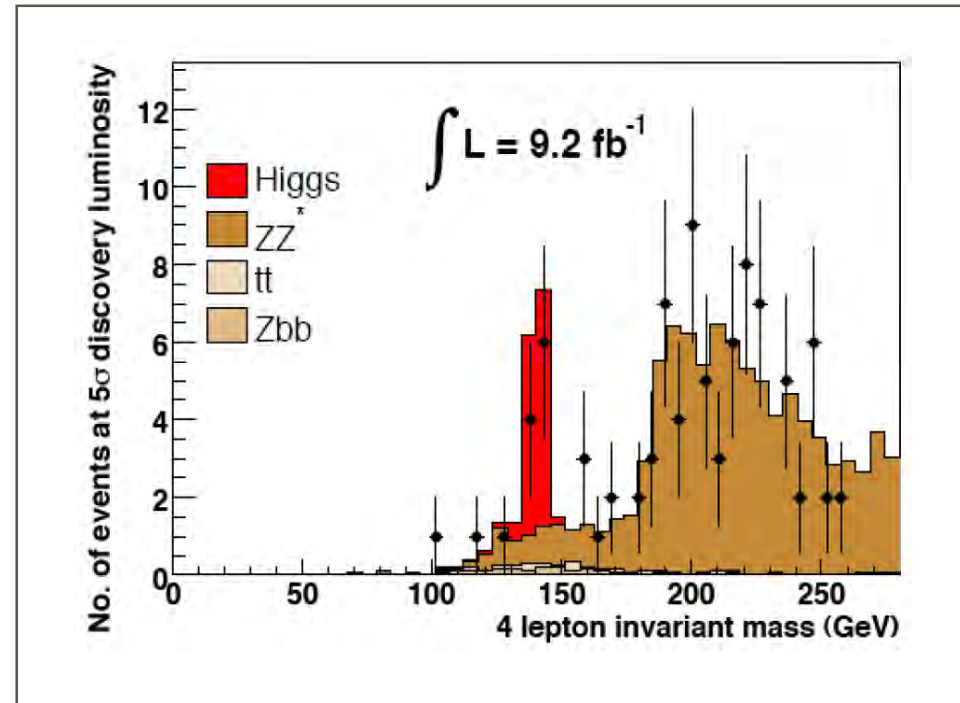 No. of events at 5σ discovery luminosity
12
10
8
6
4
2
0
∫ L = 9.2 fb⁻¹
Higgs
ZZ*
tt
Zbb
0 50 100 150 200 250
4 lepton invariant mass (GeV)